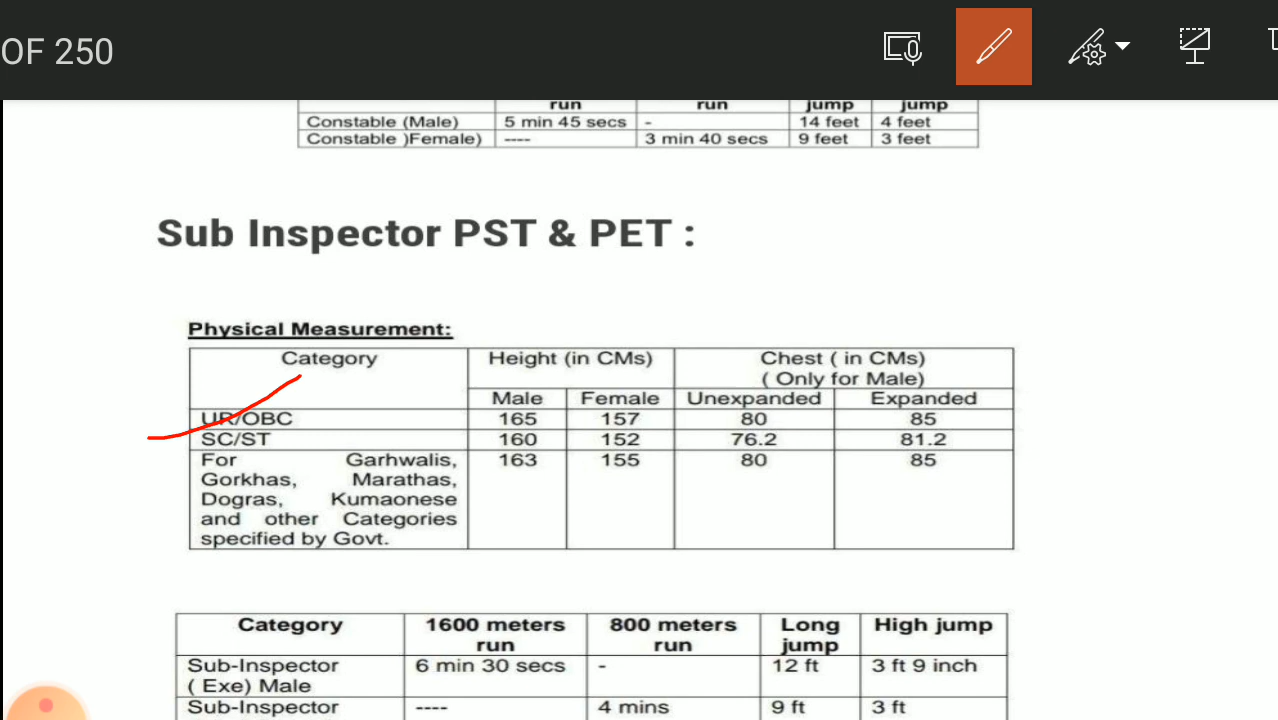 OF 250
run run jump jump
Constable (Male) 5 min 45 secs - 14 feet 4 feet
Constable )Female) ---- 3 min 40 secs 9 feet 3 feet
Sub Inspector PST & PET :
Physical Measurement:
Category Height (in CMs) Chest ( in CMs)
( Only for Male)
Male Female Unexpanded Expanded
UR/OBC 165 157 80 85
SC/ST 160 152 76.2 81.2
For Garhwalis, 163 155 80 85
Gorkhas, Marathas,
Dogras, Kumaonese
and other Categories
specified by Govt.
Category 1600 meters 800 meters Long High jump
run run jump
Sub-Inspector 6 min 30 secs - 12 ft 3 ft 9 inch
( Exe) Male
Sub-Inspector ---- 4 mins 9 ft 3 ft